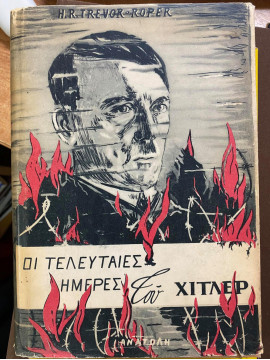 H.R. TREVOR-ROPER
ΟΙ ΤΕΛΕΥΤΑΙΕΣ
ΗΜΕΡΕΣ τοῦ ΧΙΤΛΕΡ
ΑΝΑΤΟΛΗ